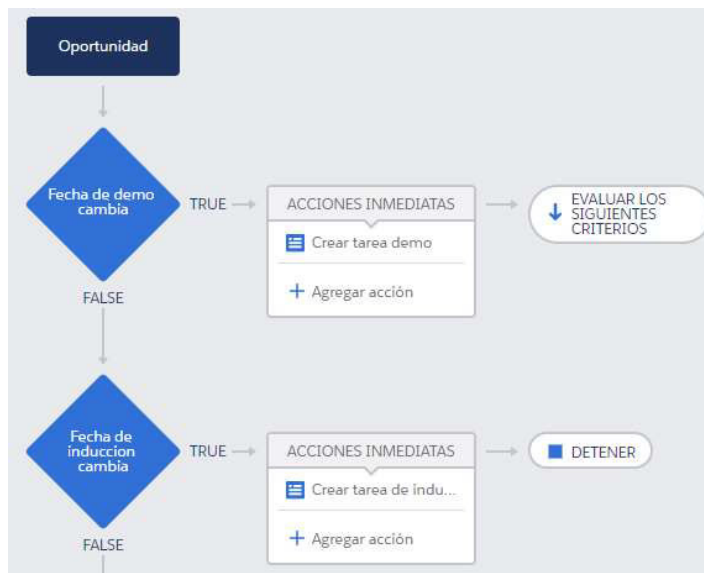 Oportunidad
Fecha de demo
cambia
TRUE
ACCIONES INMEDIATAS
Crear tarea demo
Agregar acción
EVALUAR LOS
SIGUIENTES
CRITERIOS
FALSE
Fecha de
induccion
cambia
TRUE
ACCIONES INMEDIATAS
Crear tarea de indu...
Agregar acción
DETENER
FALSE